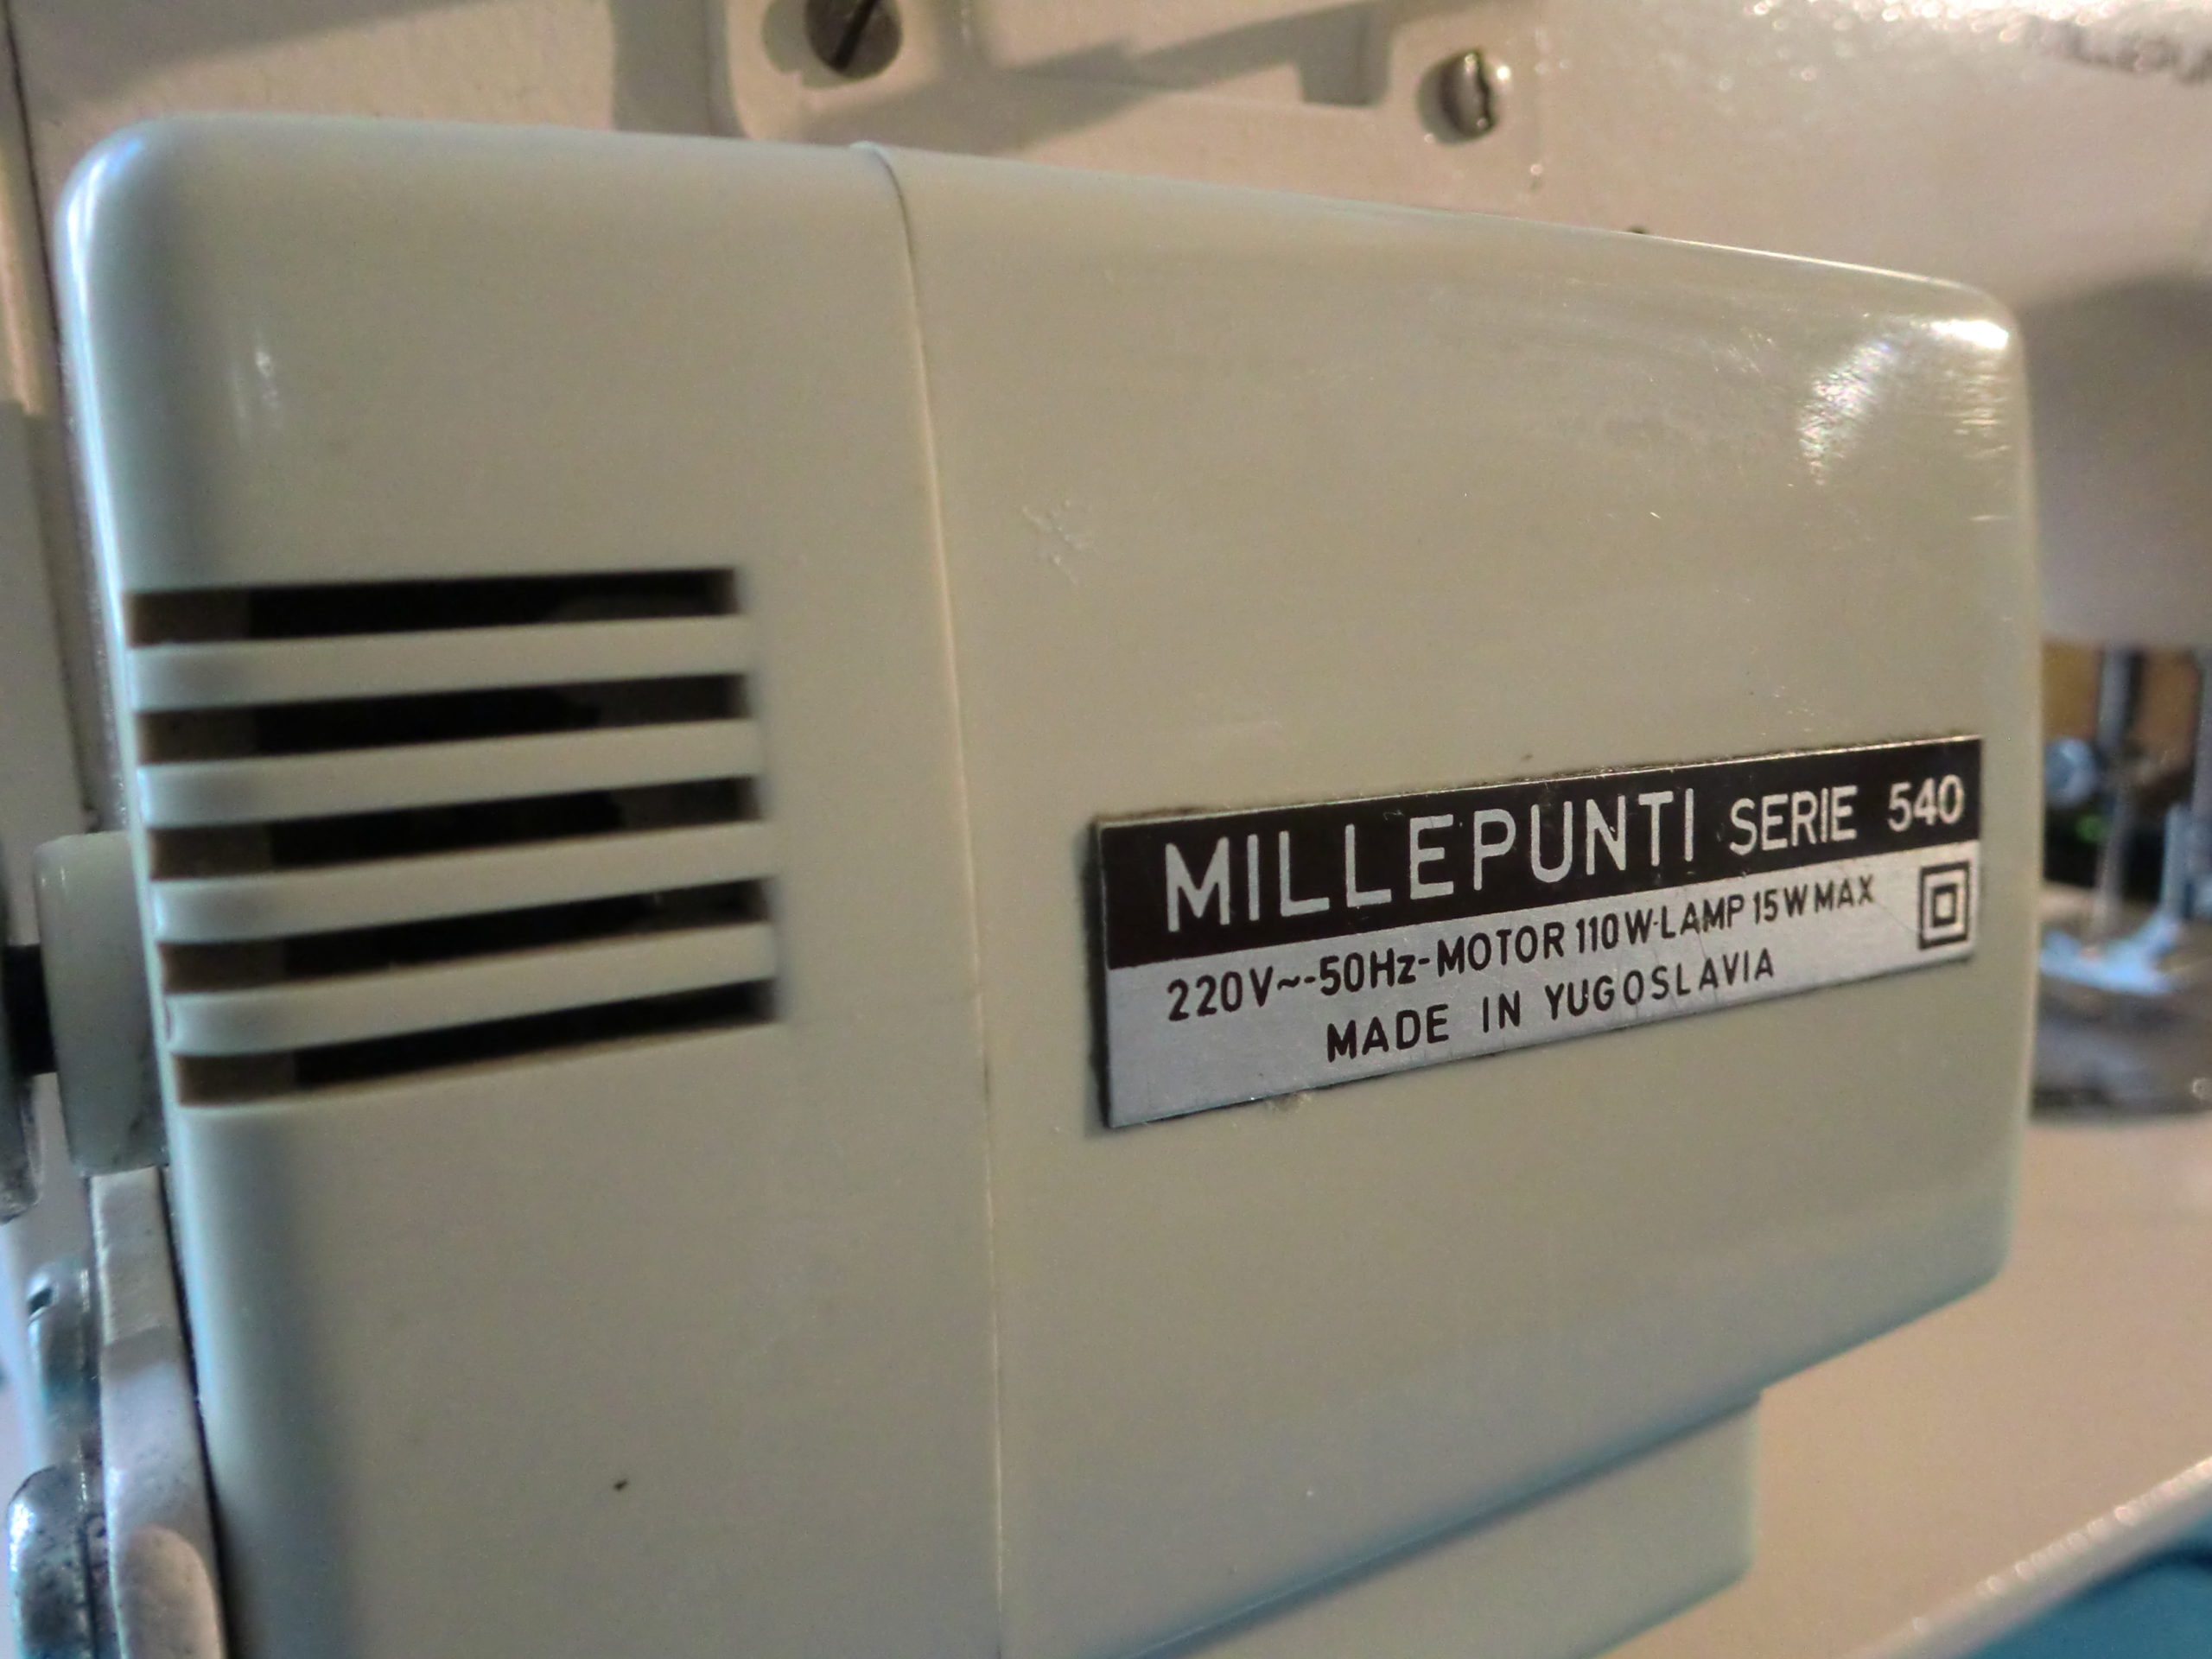 MILLEPUNTI SERIE 540
220V~-50Hz-MOTOR 110W-LAMP 15W MAX
MADE IN YUGOSLAVIA